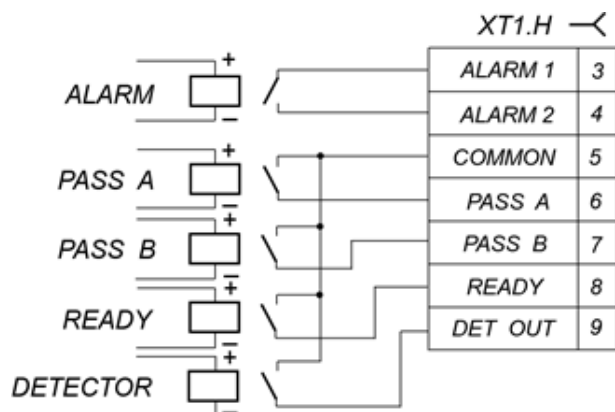 XT1.H
ALARM 1 3
ALARM + − ALARM 2 4
COMMON 5
PASS A + − PASS A 6
PASS B + − PASS B 7
READY + − READY 8
DETECTOR + − DET OUT 9